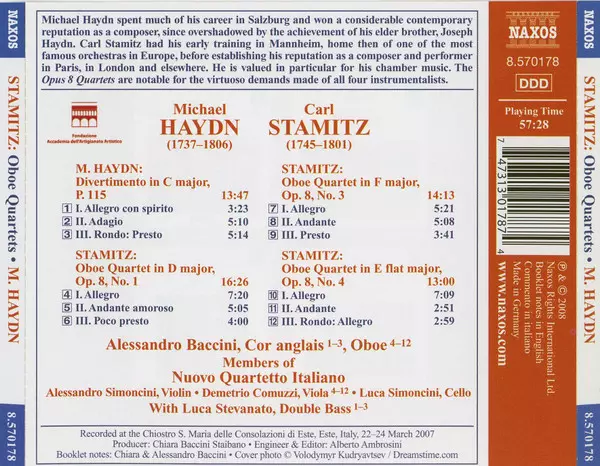 NAXOS
STAMITZ: Oboe Quartets • M. HAYDN
8.570178
Michael Haydn spent much of his career in Salzburg and won a considerable contemporary
reputation as a composer, since overshadowed by the achievement of his elder brother, Joseph
Haydn. Carl Stamitz had his early training in Mannheim, home then of one of the most
famous orchestras in Europe, before establishing his reputation as a composer and performer
in Paris, in London and elsewhere. He is valued in particular for his chamber music. The
Opus 8 Quartets are notable for the virtuoso demands made of all four instrumentalists.
Fondazione
Accademia dell'Artigianato Artistico
Michael
HAYDN
(1737–1806)
Carl
STAMITZ
(1745–1801)
M. HAYDN:
Divertimento in C major,
P. 115 13:47
1 I. Allegro con spirito 3:23
2 II. Adagio 5:10
3 III. Rondo: Presto 5:14
STAMITZ:
Oboe Quartet in D major,
Op. 8, No. 1 16:26
4 I. Allegro 7:20
5 II. Andante amoroso 5:05
6 III. Poco presto 4:00
STAMITZ:
Oboe Quartet in F major,
Op. 8, No. 3 14:13
7 I. Allegro 5:21
8 II. Andante 5:08
9 III. Presto 3:41
STAMITZ:
Oboe Quartet in E flat major,
Op. 8, No. 4 13:00
10 I. Allegro 7:09
11 II. Andante 2:51
12 III. Rondo: Allegro 2:59
Alessandro Baccini, Cor anglais 1–3, Oboe 4–12
Members of
Nuovo Quartetto Italiano
Alessandro Simoncini, Violin • Demetrio Comuzzi, Viola 4–12 • Luca Simoncini, Cello
With Luca Stevanato, Double Bass 1–3
Recorded at the Chiostro S. Maria delle Consolazioni di Este, Este, Italy, 22–24 March 2007
Producer: Chiara Baccini Staibano • Engineer & Editor: Alberto Ambrosini
Booklet notes: Chiara & Alessandro Baccini • Cover photo © Volodymyr Kudryavtsev / Dreamstime.com
NAXOS
8.570178
DDD
Playing Time
57:28
7 47313 01787 4
℗ & © 2008
Naxos Rights International Ltd.
Booklet notes in English
Commento in italiano
Made in Germany
www.naxos.com
NAXOS
STAMITZ: Oboe Quartets • M. HAYDN
8.570178